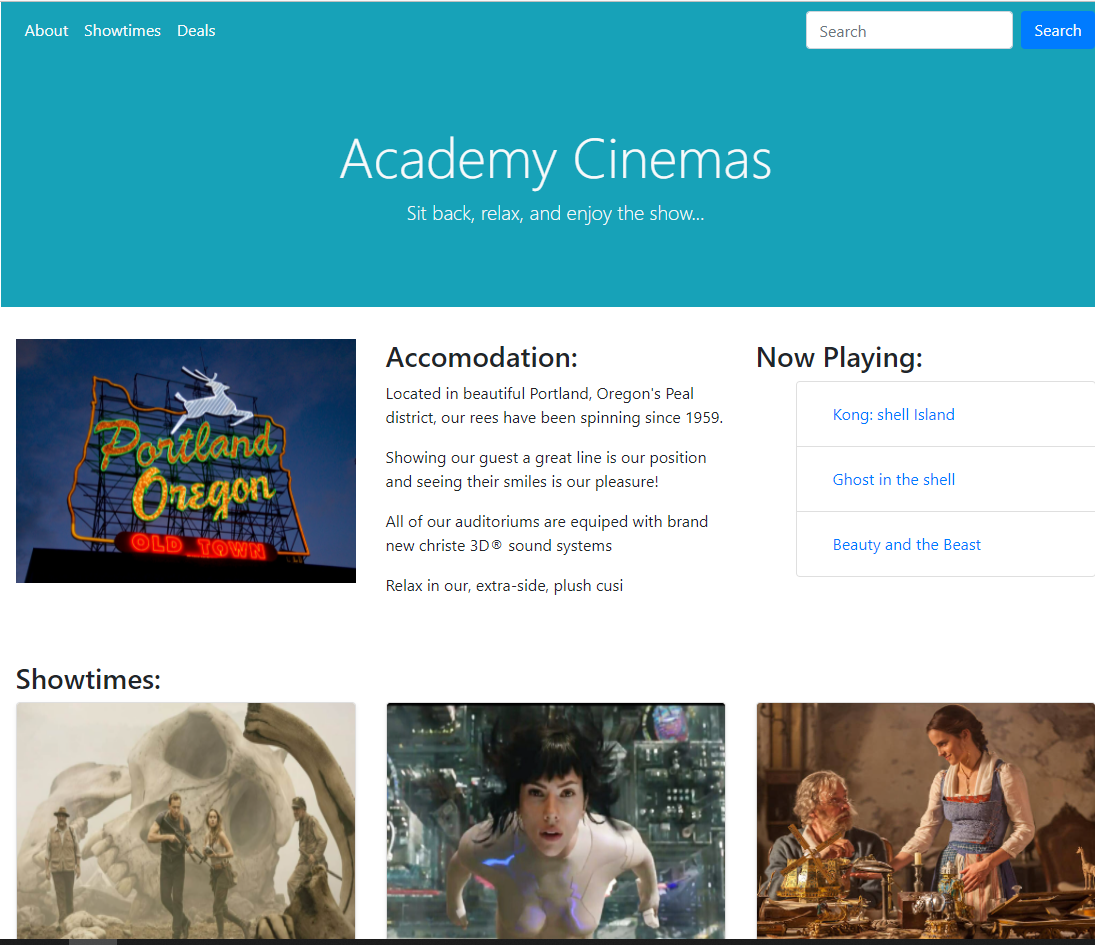 About Showtimes Deals
Search Search
Academy Cinemas
Sit back, relax, and enjoy the show...
Portland
Oregon
OLD TOWN
Accomodation:
Located in beautiful Portland, Oregon's Peal
district, our rees have been spinning since 1959.
Showing our guest a great line is our position
and seeing their smiles is our pleasure!
All of our auditoriums are equiped with brand
new christe 3D® sound systems
Relax in our, extra-side, plush cusi
Now Playing:
Kong: shell Island
Ghost in the shell
Beauty and the Beast
Showtimes: